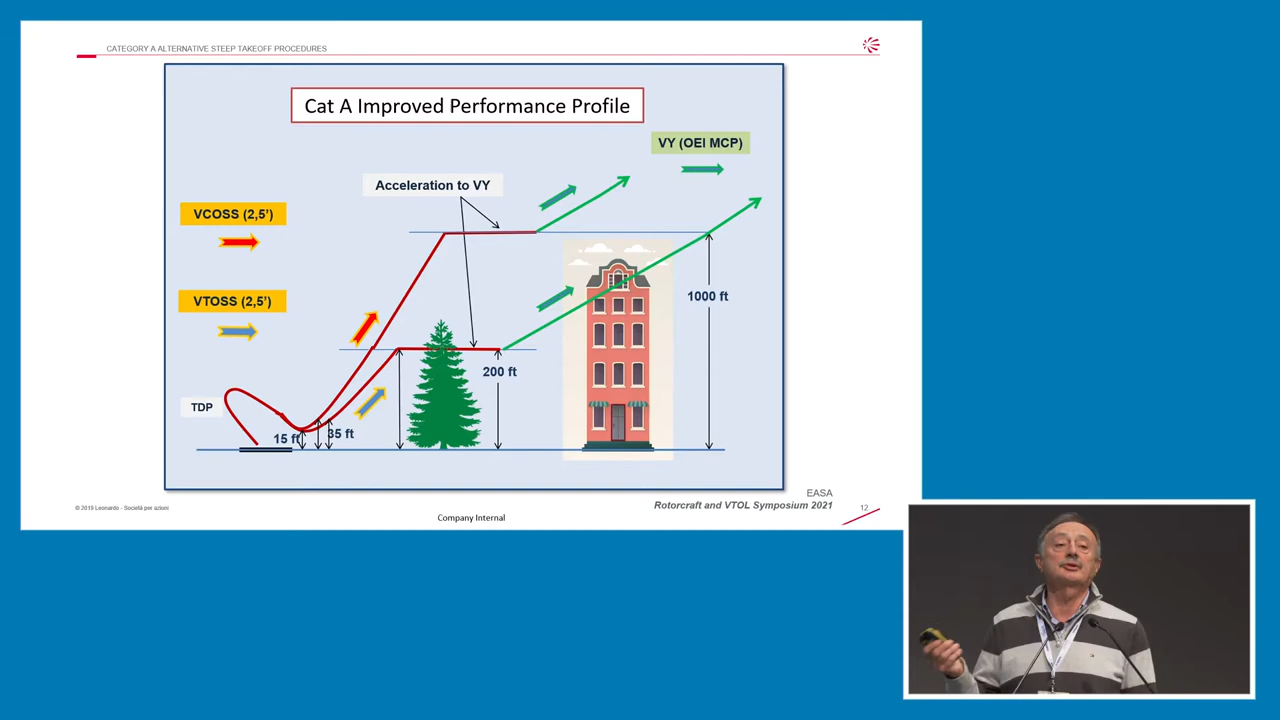 CATEGORY A ALTERNATIVE STEEP TAKEOFF PROCEDURES
Cat A Improved Performance Profile
VY (OEI MCP)
Acceleration to VY
VCOSS (2,5')
VTOSS (2,5')
1000 ft
200 ft
TDP
15 ft
35 ft
EASA
Rotorcraft and VTOL Symposium 2021
12
© 2019 Leonardo - Società per azioni
Company Internal